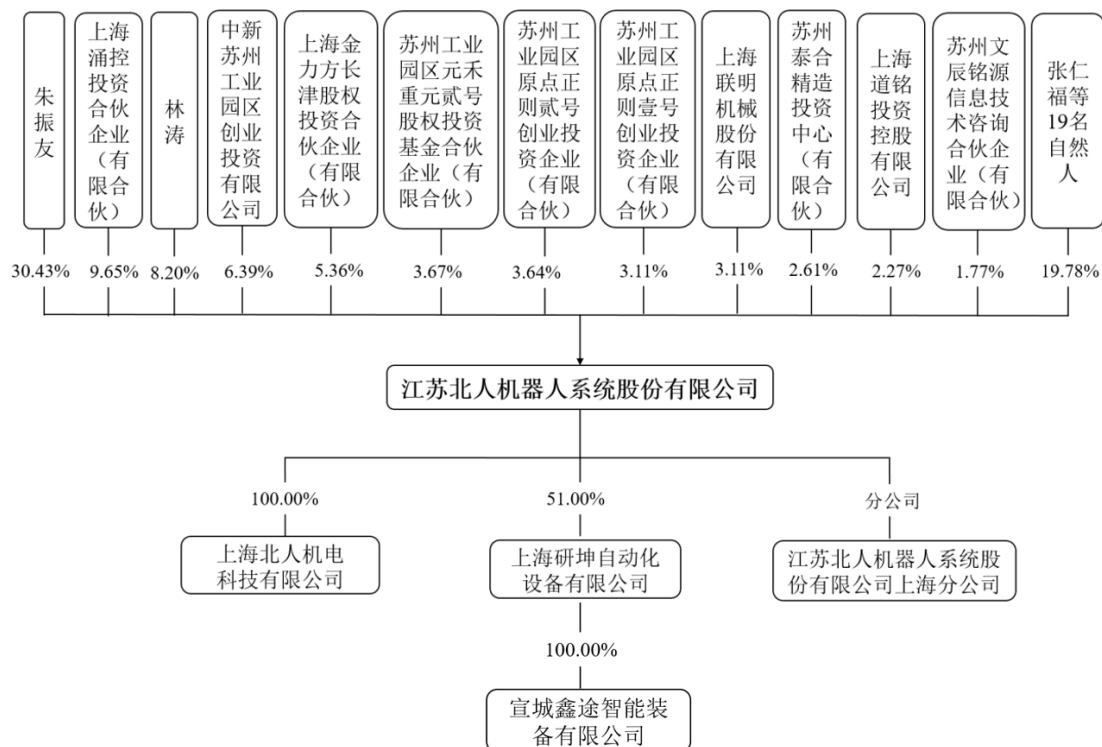 朱振友
上海
涌控
投资
合伙
企业
（有
限合
伙）
林涛
中新
苏州
工业
园区
创业
投资
有限
公司
上海金
力方长
津股权
投资合
伙企业
（有限
合伙）
苏州工业
园区元禾
重元贰号
股权投资
基金合伙
企业（有
限合伙）
苏州工
业园区
原点正
则贰号
创业投
资企业
（有限
合伙）
苏州工
业园区
原点正
则壹号
创业投
资企业
（有限
合伙）
上海
联明
机械
股份
有限
公司
苏州
泰合
精造
投资
中心
（有
限合
伙）
上海
道铭
投资
控股
有限
公司
苏州文
辰铭源
信息技
术咨询
合伙企
业（有
限合伙）
张仁
福等
19名
自然
人
30.43%
9.65%
8.20%
6.39%
5.36%
3.67%
3.64%
3.11%
3.11%
2.61%
2.27%
1.77%
19.78%
江苏北人机器人系统股份有限公司
100.00%
51.00%
分公司
上海北人机电
科技有限公司
上海研坤自动化
设备有限公司
江苏北人机器人系统股
份有限公司上海分公司
100.00%
宣城鑫途智能装
备有限公司